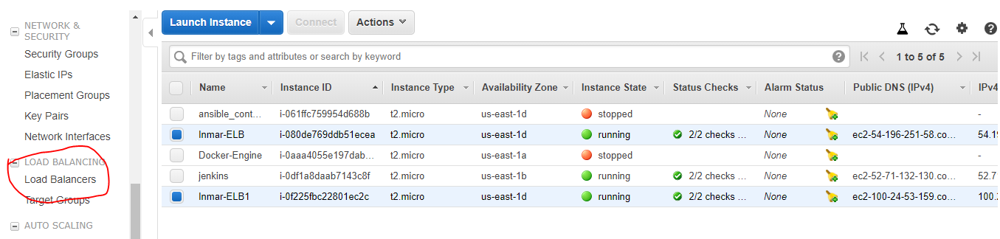 NETWORK &
SECURITY
Security Groups
Elastic IPs
Placement Groups
Key Pairs
Network Interfaces
LOAD BALANCING
Load Balancers
Target Groups
AUTO SCALING
Launch Instance Connect Actions
Filter by tags and attributes or search by keyword 1 to 5 of 5
Name Instance ID Instance Type Availability Zone Instance State Status Checks Alarm Status Public DNS (IPv4) IPv4
ansible_cont... i-061ffc759954d688b t2.micro us-east-1d stopped None -
Inmar-ELB i-080de769ddb51ecea t2.micro us-east-1d running 2/2 checks ... None ec2-54-196-251-58.co... 54.19
Docker-Engine i-0aaa4055e197dab... t2.micro us-east-1a stopped None -
jenkins i-0df1a8daab7143c8f t2.micro us-east-1b running 2/2 checks ... None ec2-52-71-132-130.co... 52.7
Inmar-ELB1 i-0f225fbc22801ec2c t2.micro us-east-1d running 2/2 checks ... None ec2-100-24-53-159.co... 100.2